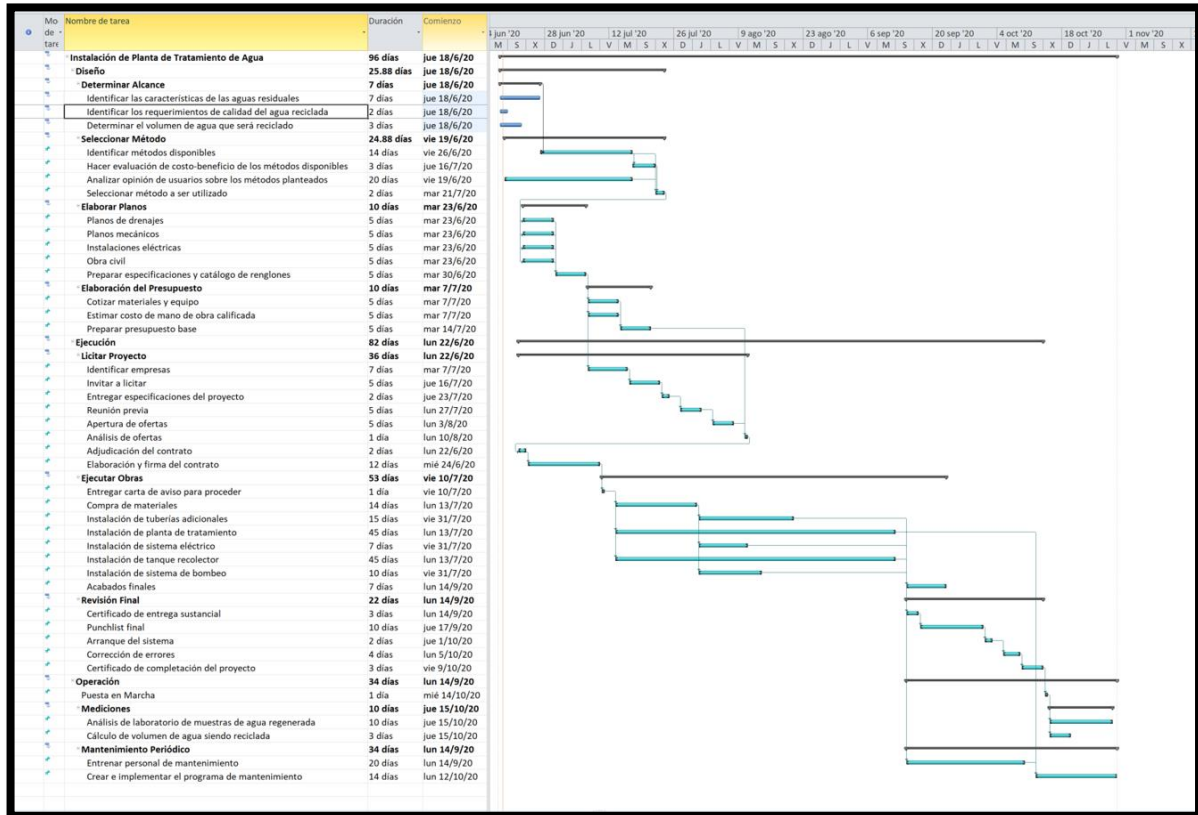 Mo de tare Nombre de tarea Duración Comienzo
jun '20 28 jun '20 12 jul '20 26 jul '20 9 ago '20 23 ago '20 6 sep '20 20 sep '20 4 oct '20 18 oct '20 1 nov '20
M S X D J L V M S X D J L V M S X D J L V M S X D J L V M S X D J L V M S X
Instalación de Planta de Tratamiento de Agua 96 días jue 18/6/20
Diseño 25.88 días jue 18/6/20
Determinar Alcance 7 días jue 18/6/20
Identificar las características de las aguas residuales 7 días jue 18/6/20
Identificar los requerimientos de calidad del agua reciclada 2 días jue 18/6/20
Determinar el volumen de agua que será reciclado 3 días jue 18/6/20
Seleccionar Método 24.88 días vie 19/6/20
Identificar métodos disponibles 14 días vie 26/6/20
Hacer evaluación de costo-beneficio de los métodos disponibles 3 días jue 16/7/20
Analizar opinión de usuarios sobre los métodos planteados 20 días vie 19/6/20
Seleccionar método a ser utilizado 2 días mar 21/7/20
Elaborar Planos 10 días mar 23/6/20
Planos de drenajes 5 días mar 23/6/20
Planos mecánicos 5 días mar 23/6/20
Instalaciones eléctricas 5 días mar 23/6/20
Obra civil 5 días mar 23/6/20
Preparar especificaciones y catálogo de renglones 5 días mar 30/6/20
Elaboración del Presupuesto 10 días mar 7/7/20
Cotizar materiales y equipo 5 días mar 7/7/20
Estimar costo de mano de obra calificada 5 días mar 7/7/20
Preparar presupuesto base 5 días mar 14/7/20
Ejecución 82 días lun 22/6/20
Licitar Proyecto 36 días lun 22/6/20
Identificar empresas 7 días mar 7/7/20
Invitar a licitar 5 días jue 16/7/20
Entregar especificaciones del proyecto 2 días jue 23/7/20
Reunión previa 5 días lun 27/7/20
Apertura de ofertas 5 días lun 3/8/20
Análisis de ofertas 1 día lun 10/8/20
Adjudicación del contrato 2 días lun 22/6/20
Elaboración y firma del contrato 12 días mié 24/6/20
Ejecutar Obras 53 días vie 10/7/20
Entregar carta de aviso para proceder 1 día vie 10/7/20
Compra de materiales 14 días lun 13/7/20
Instalación de tuberías adicionales 15 días vie 31/7/20
Instalación de planta de tratamiento 45 días lun 13/7/20
Instalación de sistema eléctrico 7 días vie 31/7/20
Instalación de tanque recolector 45 días lun 13/7/20
Instalación de sistema de bombeo 10 días vie 31/7/20
Acabados finales 7 días lun 14/9/20
Revisión Final 22 días lun 14/9/20
Certificado de entrega sustancial 3 días lun 14/9/20
Punchlist final 10 días jue 17/9/20
Arranque del sistema 2 días jue 1/10/20
Corrección de errores 4 días lun 5/10/20
Certificado de completación del proyecto 3 días vie 9/10/20
Operación 34 días lun 14/9/20
Puesta en Marcha 1 día mié 14/10/20
Mediciones 10 días jue 15/10/20
Análisis de laboratorio de muestras de agua regenerada 10 días jue 15/10/20
Cálculo de volumen de agua siendo reciclada 3 días jue 15/10/20
Mantenimiento Periódico 34 días lun 14/9/20
Entrenar personal de mantenimiento 20 días lun 14/9/20
Crear e implementar el programa de mantenimiento 14 días lun 12/10/20